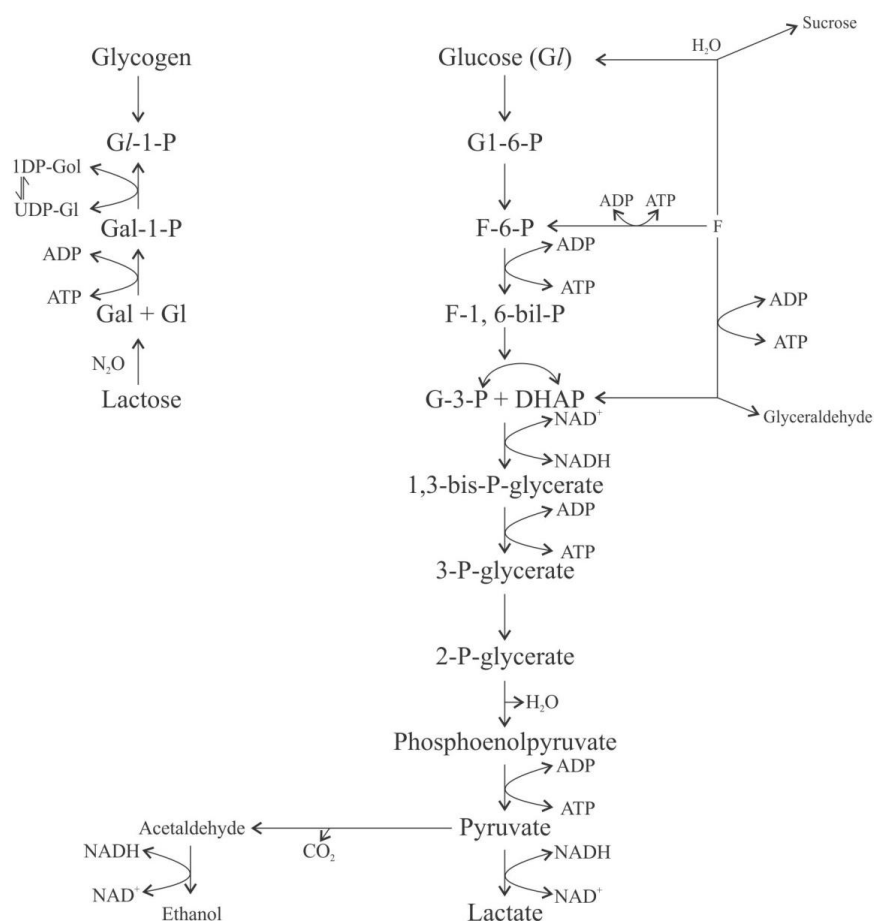 Sucrose
H₂O
Glycogen
Glucose (Gl)
Gl-1-P
G1-6-P
1DP-Gol
UDP-Gl
Gal-1-P
ADP
ATP
F-6-P
ADP
ATP
F
ADP
ATP
ADP
ATP
Gal + Gl
F-1, 6-bil-P
ADP
ATP
N₂O
Lactose
G-3-P + DHAP
Glyceraldehyde
NAD⁺
NADH
1,3-bis-P-glycerate
ADP
ATP
3-P-glycerate
2-P-glycerate
H₂O
Phosphoenolpyruvate
ADP
ATP
Acetaldehyde
CO₂
Pyruvate
NADH
NAD⁺
NADH
NAD⁺
Ethanol
Lactate